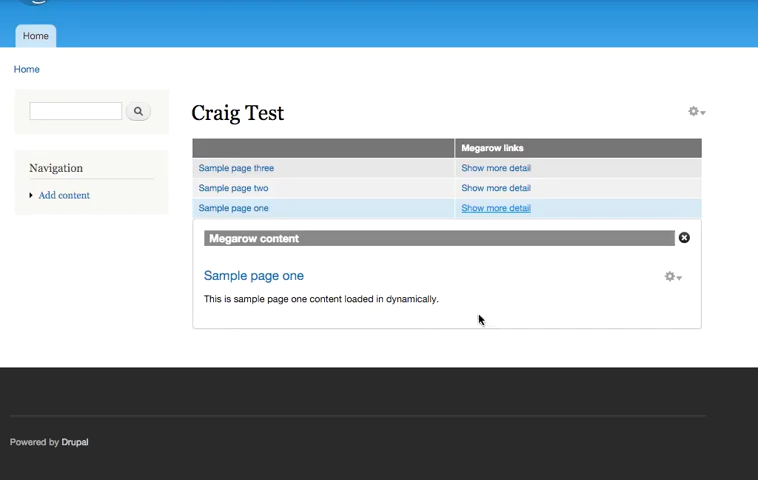 Home
Home
Craig Test
Megarow links
Sample page three Show more detail
Navigation
Sample page two Show more detail
Add content
Sample page one Show more detail
Megarow content
Sample page one
This is sample page one content loaded in dynamically.
Powered by Drupal